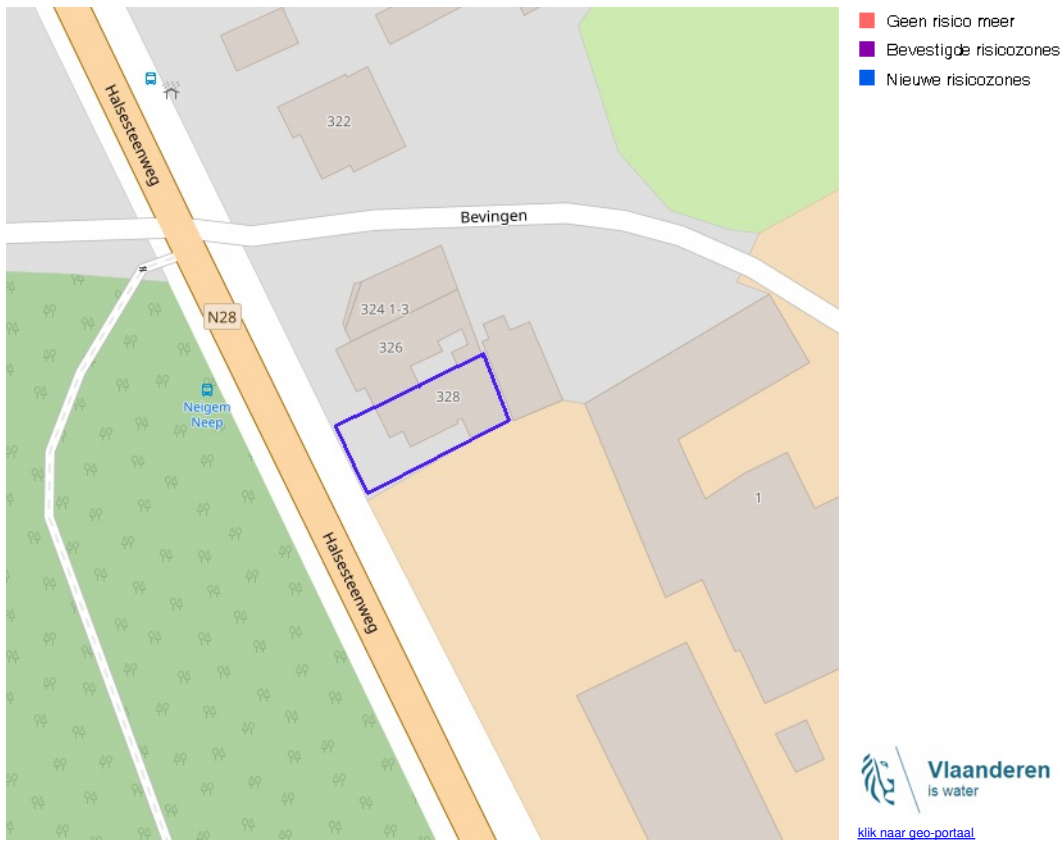 Geen risico meer
Bevestigde risicozones
Nieuwe risicozones
Halsesteenweg
322
Bevingen
324 1-3
N28
326
Neigem
Neep
328
1
Halsesteenweg
Vlaanderen
is water
klik naar geo-portaal